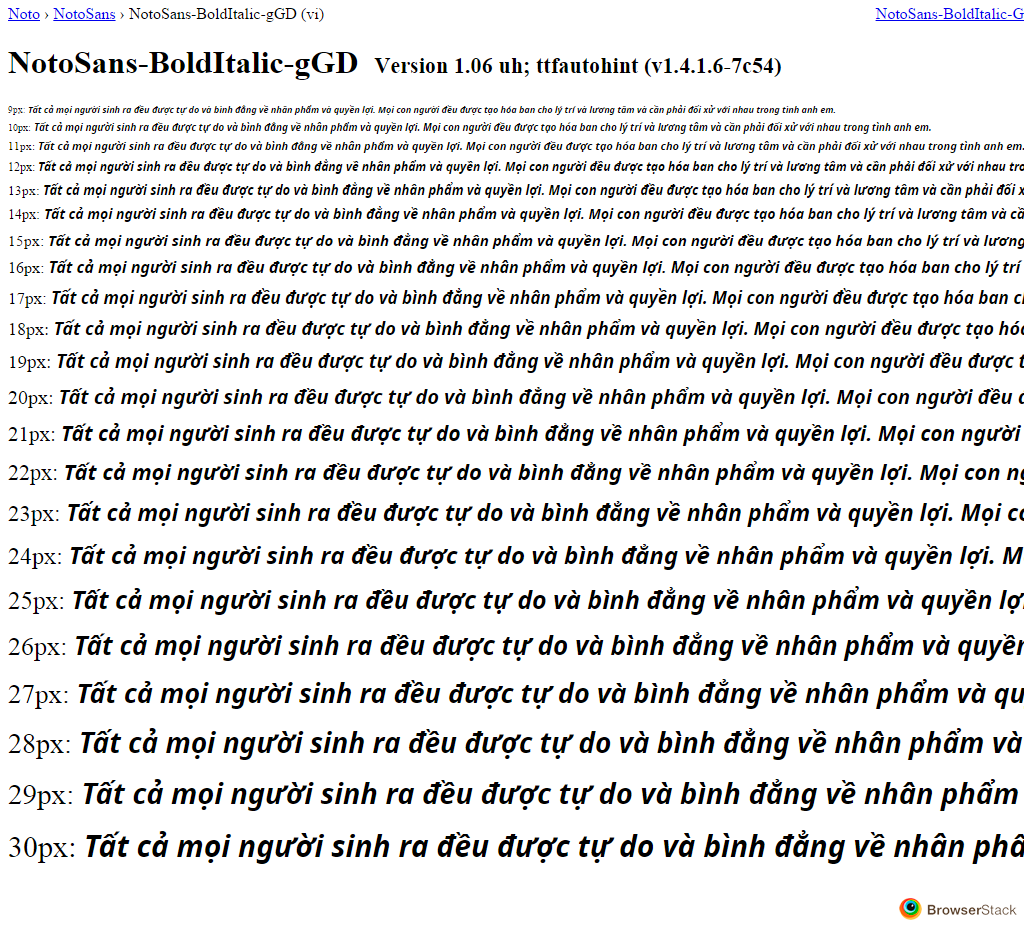 Noto › NotoSans › NotoSans-BoldItalic-gGD (vi) NotoSans-BoldItalic-G
NotoSans-BoldItalic-gGD Version 1.06 uh; ttfautohint (v1.4.1.6-7c54)
9px: Tất cả mọi người sinh ra đều được tự do và bình đẳng về nhân phẩm và quyền lợi. Mọi con người đều được tạo hóa ban cho lý trí và lương tâm và cần phải đối xử với nhau trong tình anh em.
10px: Tất cả mọi người sinh ra đều được tự do và bình đẳng về nhân phẩm và quyền lợi. Mọi con người đều được tạo hóa ban cho lý trí và lương tâm và cần phải đối xử với nhau trong tình anh em.
11px: Tất cả mọi người sinh ra đều được tự do và bình đẳng về nhân phẩm và quyền lợi. Mọi con người đều được tạo hóa ban cho lý trí và lương tâm và cần phải đối xử với nhau trong tình anh em.
12px: Tất cả mọi người sinh ra đều được tự do và bình đẳng về nhân phẩm và quyền lợi. Mọi con người đều được tạo hóa ban cho lý trí và lương tâm và cần phải đối xử với nhau tro
13px: Tất cả mọi người sinh ra đều được tự do và bình đẳng về nhân phẩm và quyền lợi. Mọi con người đều được tạo hóa ban cho lý trí và lương tâm và cần phải đối x
14px: Tất cả mọi người sinh ra đều được tự do và bình đẳng về nhân phẩm và quyền lợi. Mọi con người đều được tạo hóa ban cho lý trí và lương tâm và cầ
15px: Tất cả mọi người sinh ra đều được tự do và bình đẳng về nhân phẩm và quyền lợi. Mọi con người đều được tạo hóa ban cho lý trí và lương
16px: Tất cả mọi người sinh ra đều được tự do và bình đẳng về nhân phẩm và quyền lợi. Mọi con người đều được tạo hóa ban cho lý trí
17px: Tất cả mọi người sinh ra đều được tự do và bình đẳng về nhân phẩm và quyền lợi. Mọi con người đều được tạo hóa ban c
18px: Tất cả mọi người sinh ra đều được tự do và bình đẳng về nhân phẩm và quyền lợi. Mọi con người đều được tạo hóa
19px: Tất cả mọi người sinh ra đều được tự do và bình đẳng về nhân phẩm và quyền lợi. Mọi con người đều được t
20px: Tất cả mọi người sinh ra đều được tự do và bình đẳng về nhân phẩm và quyền lợi. Mọi con người đều đ
21px: Tất cả mọi người sinh ra đều được tự do và bình đẳng về nhân phẩm và quyền lợi. Mọi con người
22px: Tất cả mọi người sinh ra đều được tự do và bình đẳng về nhân phẩm và quyền lợi. Mọi con ng
23px: Tất cả mọi người sinh ra đều được tự do và bình đẳng về nhân phẩm và quyền lợi. Mọi co
24px: Tất cả mọi người sinh ra đều được tự do và bình đẳng về nhân phẩm và quyền lợi. M
25px: Tất cả mọi người sinh ra đều được tự do và bình đẳng về nhân phẩm và quyền lợi
26px: Tất cả mọi người sinh ra đều được tự do và bình đẳng về nhân phẩm và quyền
27px: Tất cả mọi người sinh ra đều được tự do và bình đẳng về nhân phẩm và qu
28px: Tất cả mọi người sinh ra đều được tự do và bình đẳng về nhân phẩm và
29px: Tất cả mọi người sinh ra đều được tự do và bình đẳng về nhân phẩm
30px: Tất cả mọi người sinh ra đều được tự do và bình đẳng về nhân phẩ
BrowserStack